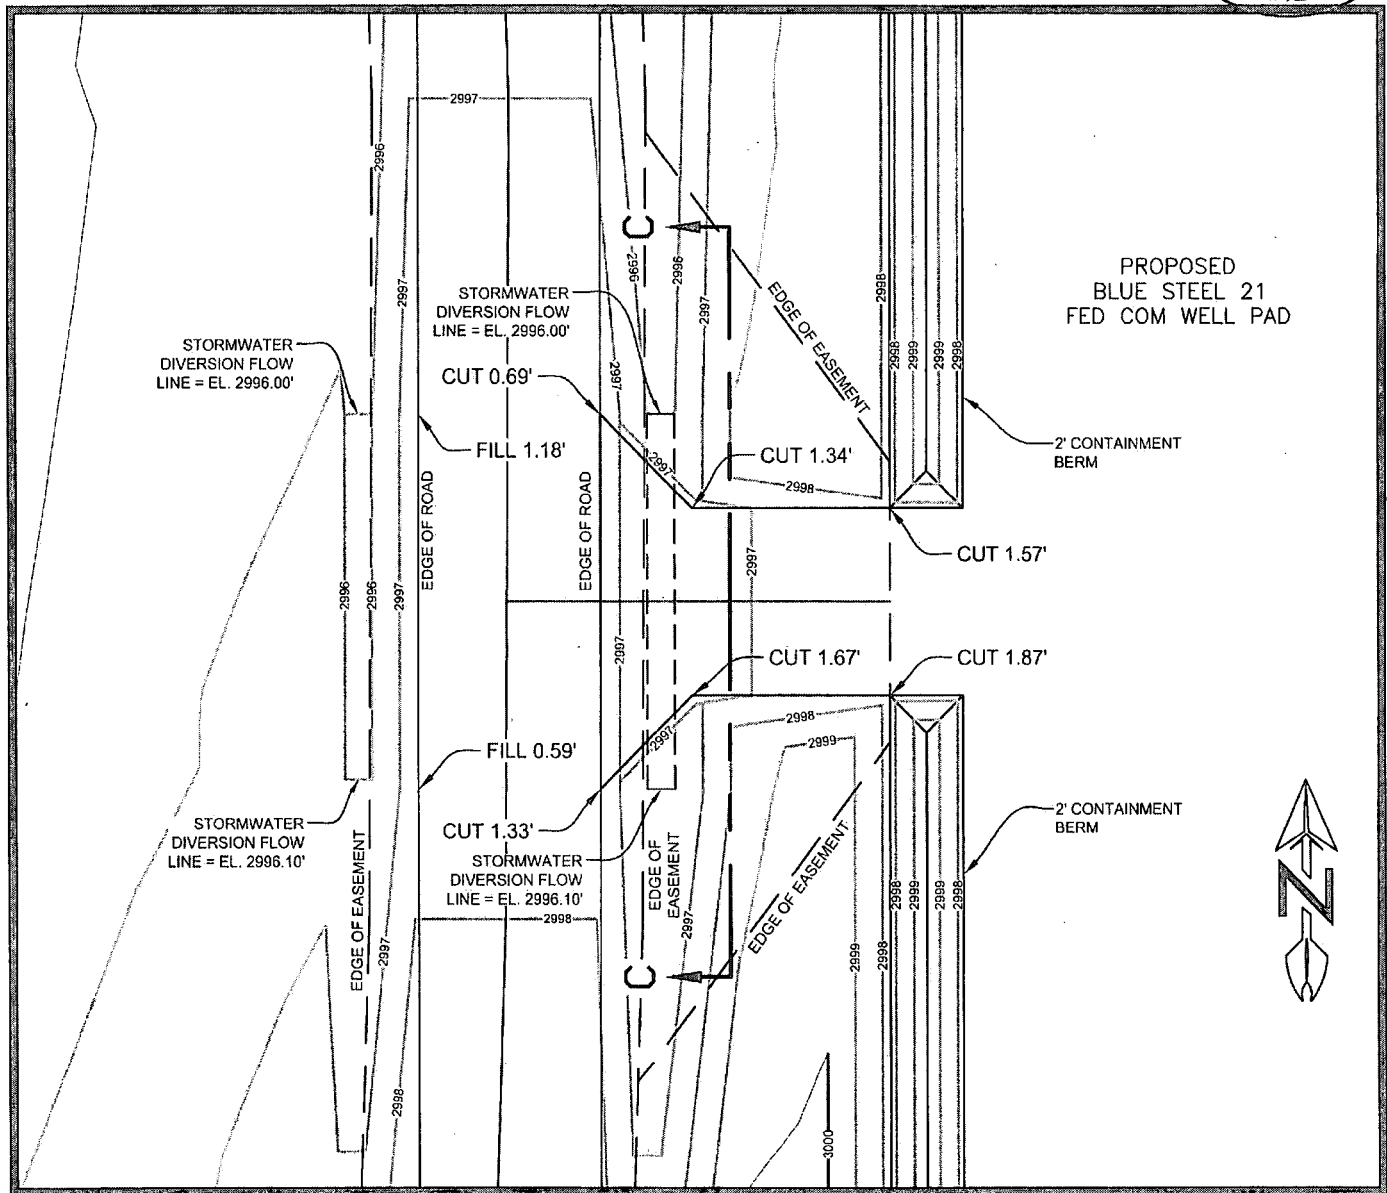 2997
2996
2997
2996
2996
2997
2998
STORMWATER
DIVERSION FLOW
LINE = EL. 2996.00'
STORMWATER
DIVERSION FLOW
LINE = EL. 2996.00'
C
EDGE OF EASEMENT
PROPOSED
BLUE STEEL 21
FED COM WELL PAD
2998
2999
2999
2998
CUT 0.69'
2997
FILL 1.18'
2997
CUT 1.34'
2998
2' CONTAINMENT
BERM
EDGE OF ROAD
EDGE OF ROAD
CUT 1.57'
2996
2996
2997
2997
2997
CUT 1.67'
CUT 1.87'
2997
2998
2999
FILL 0.59'
STORMWATER
DIVERSION FLOW
LINE = EL. 2996.10'
CUT 1.33'
STORMWATER
DIVERSION FLOW
LINE = EL. 2996.10'
EDGE OF
EASEMENT
EDGE OF EASEMENT
2' CONTAINMENT
BERM
2998
2999
2999
2998
EDGE OF EASEMENT
2998
2997
2997
2999
2998
C
2998
3000
N